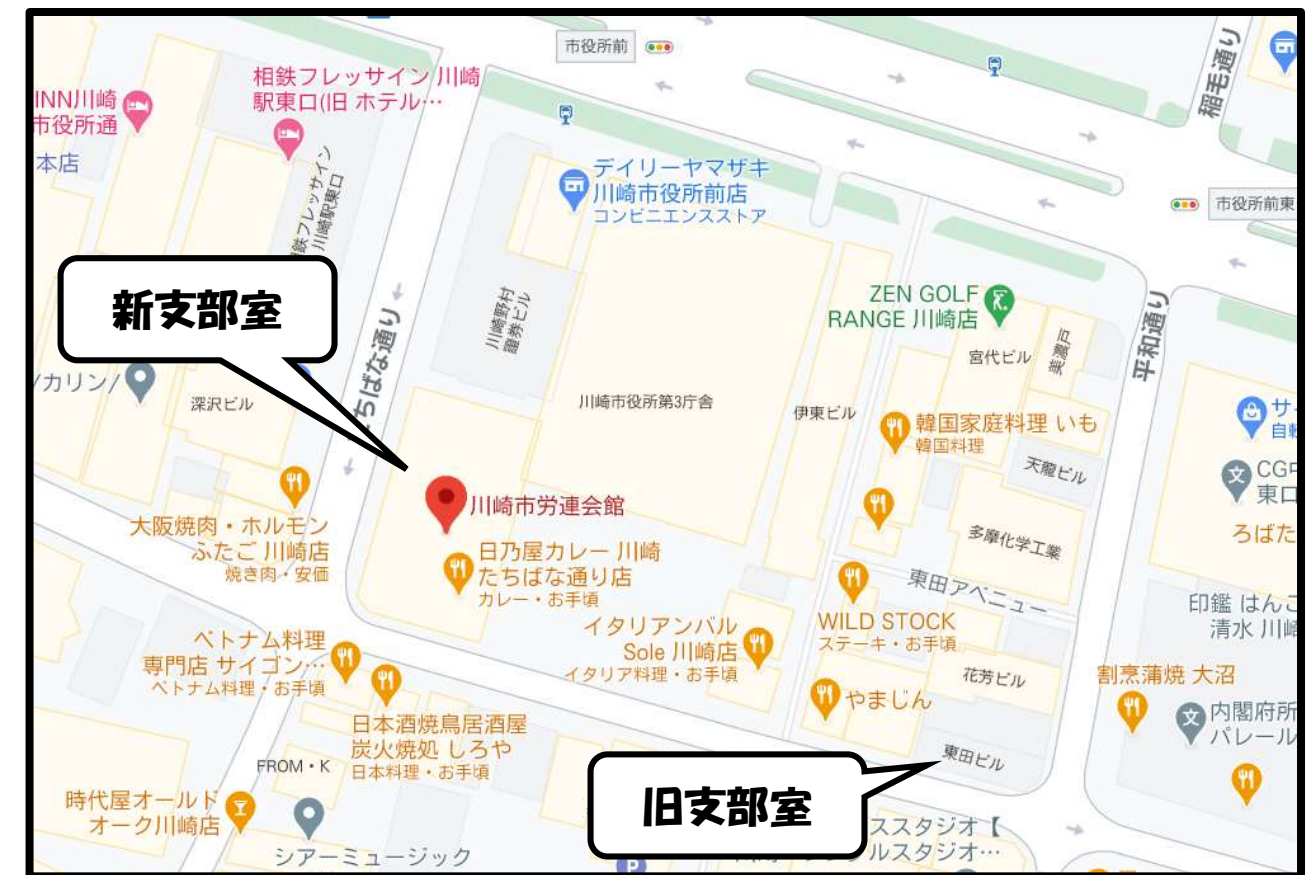 市役所前
稲毛通り
相鉄フレッサイン 川崎
駅東口(旧 ホテル…
INN川崎
市役所通
本店
デイリーヤマザキ
川崎市役所前店
コンビニエンスストア
川崎駅東口
市役所前東
新支部室
川崎野村
證券ビル
ZEN GOLF
RANGE 川崎店
宮代ビル
美濃戸
平和通り
カリン/
深沢ビル
ちばな通り
川崎市役所第3庁舎
伊東ビル
韓国家庭料理 いも
韓国料理
天龍ビル
サ
自転
CG中
東口
川崎市労連会館
大阪焼肉・ホルモン
ふたご 川崎店
焼き肉・安価
多摩化学工業
ろばた
日乃屋カレー 川崎
たちばな通り店
カレー・お手頃
東田アベニュー
イタリアンバル
Sole 川崎店
イタリア料理・お手頃
WILD STOCK
ステーキ・お手頃
印鑑 はんこ
清水 川崎
ベトナム料理
専門店 サイゴン…
ベトナム料理・お手頃
花芳ビル
割烹蒲焼 大沼
やまじん
内閣府所
パレール
日本酒焼鳥居酒屋
炭火焼処 しろや
日本料理・お手頃
東田ビル
FROM・K
旧支部室
時代屋オールド
オーク川崎店
シアーミュージック
ススタジオ【
ルスタジオ…
P